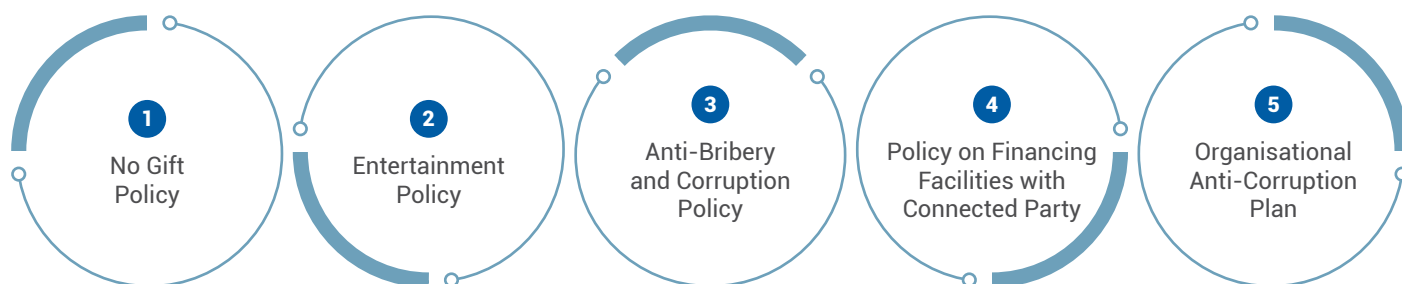 1
No Gift
Policy
2
Entertainment
Policy
3
Anti-Bribery
and Corruption
Policy
4
Policy on Financing
Facilities with
Connected Party
5
Organisational
Anti-Corruption
Plan